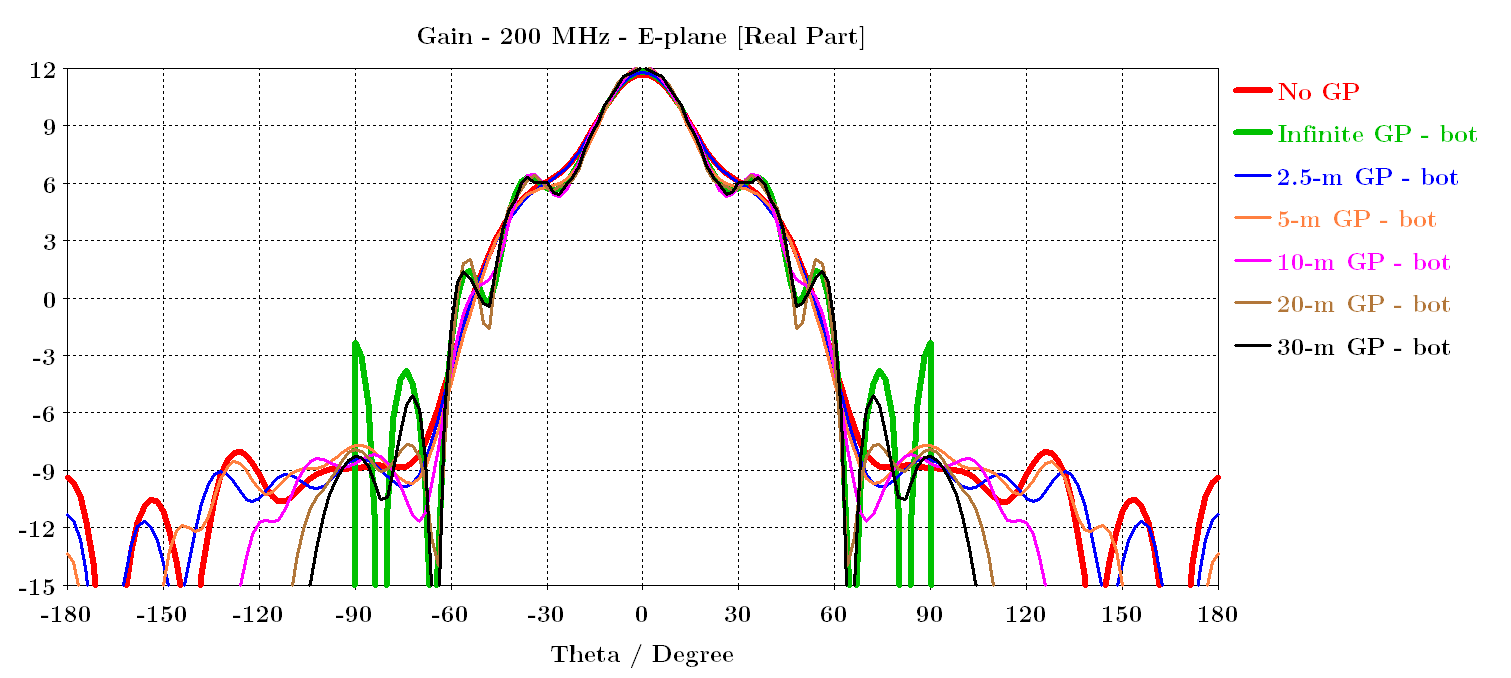 Gain - 200 MHz - E-plane [Real Part]
12
9
6
3
0
-3
-6
-9
-12
-15
-180 -150 -120 -90 -60 -30 0 30 60 90 120 150 180
Theta / Degree
No GP
Infinite GP - bot
2.5-m GP - bot
5-m GP - bot
10-m GP - bot
20-m GP - bot
30-m GP - bot